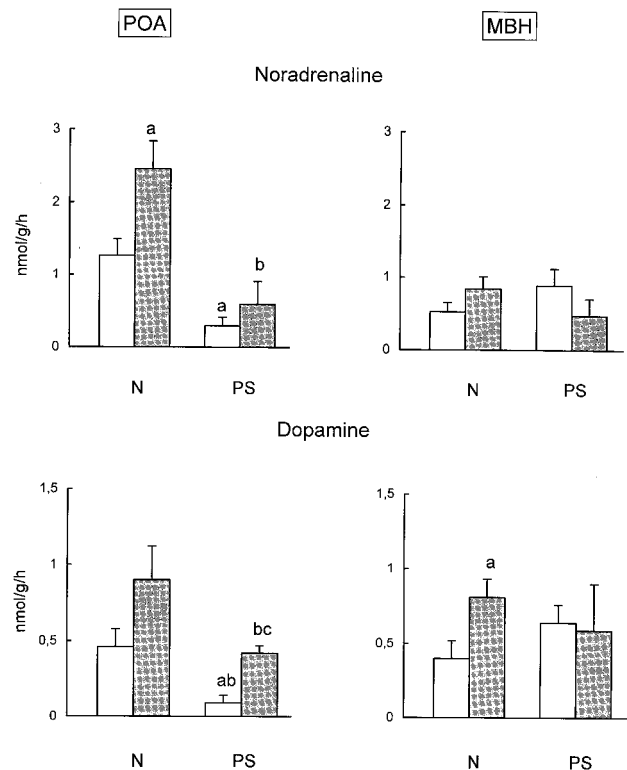 POA MBH
Noradrenaline
3 3
a
2 2
nmol/g/h
b
1 1
a
0 0
N PS N PS
Dopamine
1,5 1,5
1 1
a
nmol/g/h
bc
0,5 0,5
ab
0 0
N PS N PS